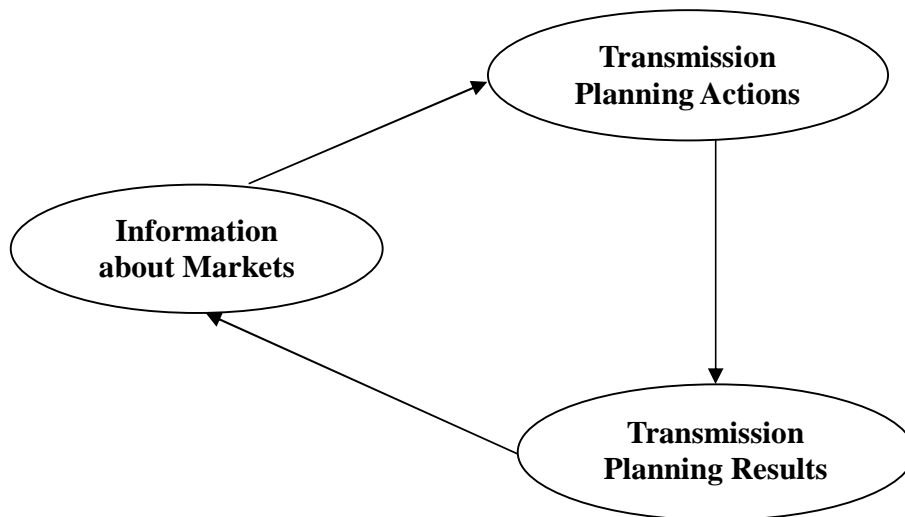 Transmission
Planning Actions
Information
about Markets
Transmission
Planning Results